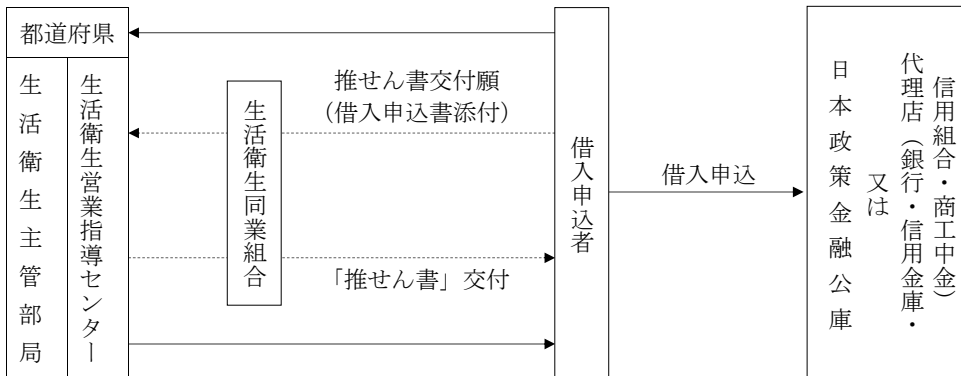 都道府県
生活衛生主管部局
生活衛生営業指導センター
生活衛生同業組合
推せん書交付願
（借入申込書添付）
「推せん書」交付
借入申込者
借入申込
日本政策金融公庫
又は
代理店（銀行・信用金庫・
信用組合・商工中金）